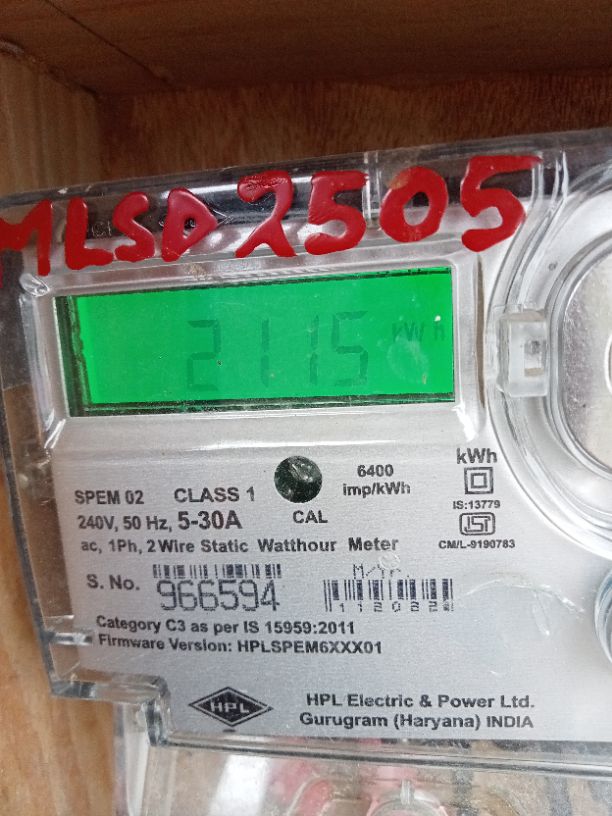 MLSD 2505
2115 kWh
6400
imp/kWh
kWh
SPEM 02 CLASS 1
IS:13779
240V, 50 Hz, 5-30A
CAL
CM/L-9190783
ac, 1Ph, 2 Wire Static Watthour Meter
S. No. 966594
M/Yr.
Category C3 as per IS 15959:2011
Firmware Version: HPLSPEM6XXX01
HPL
HPL Electric & Power Ltd.
Gurugram (Haryana) INDIA